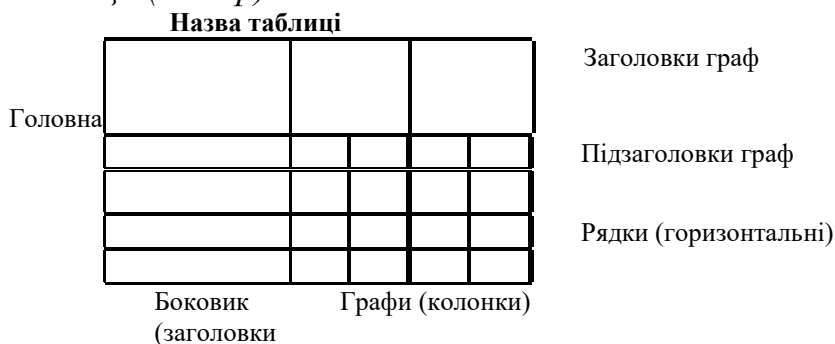 Назва таблиці
Заголовки граф
Головна
Підзаголовки граф
Рядки (горизонтальні)
Боковик Графи (колонки)
(заголовки